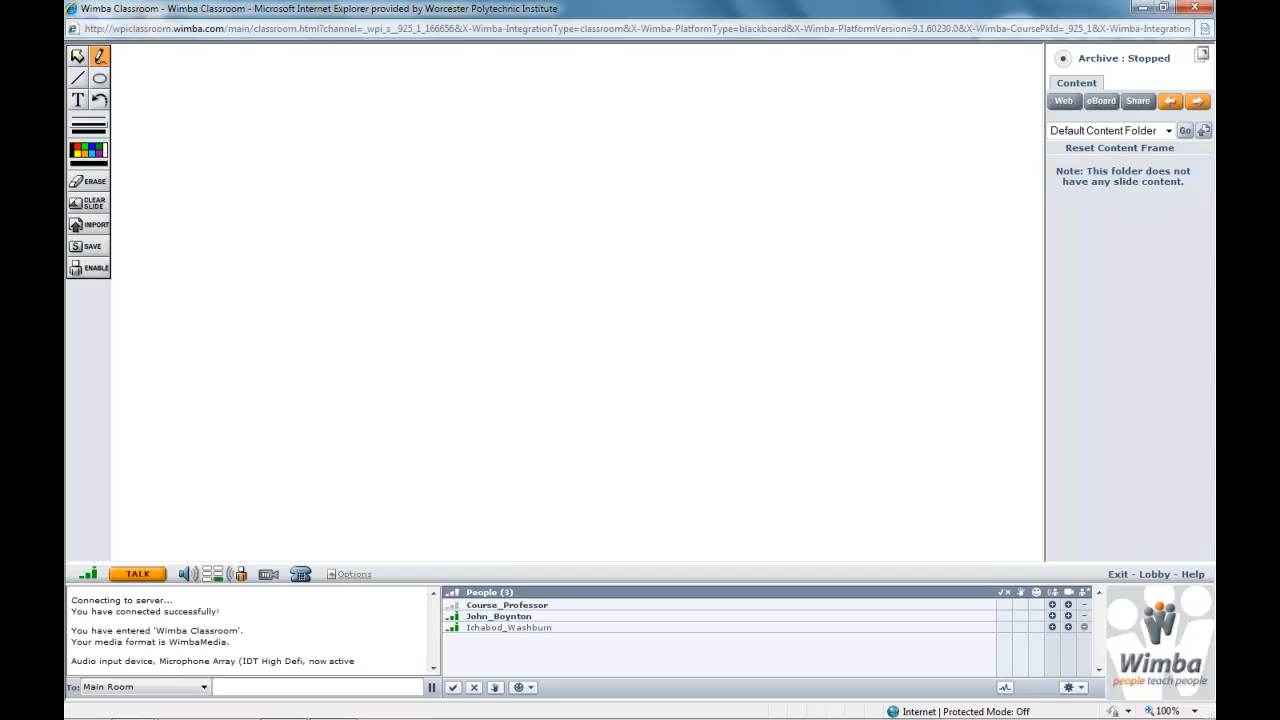 Wimba Classroom - Wimba Classroom - Microsoft Internet Explorer provided by Worcester Polytechnic Institute
http://wpiclassroom.wimba.com/main/classroom.html?channel=_wpi_s__925_1_166656&X-Wimba-IntegrationType=classroom&X-Wimba-PlatformType=blackboard&X-Wimba-PlatformVersion=9.1.60230.0&X-Wimba-CoursePkId=_925_1&X-Wimba-Integration
Archive : Stopped
Content
Web eBoard Share
Default Content Folder Go
Reset Content Frame
Note: This folder does not
have any slide content.
T
ERASE
CLEAR
SLIDE
IMPORT
S SAVE
ENABLE
TALK Options Exit - Lobby - Help
Connecting to server...
You have connected successfully!
You have entered 'Wimba Classroom'.
Your media format is WimbaMedia.
Audio input device, Microphone Array (IDT High Defi, now active
To: Main Room
People (3)
Course_Professor
John_Boynton
Ichabod_Washburn
Wimba
people teach people
Internet | Protected Mode: Off 100%